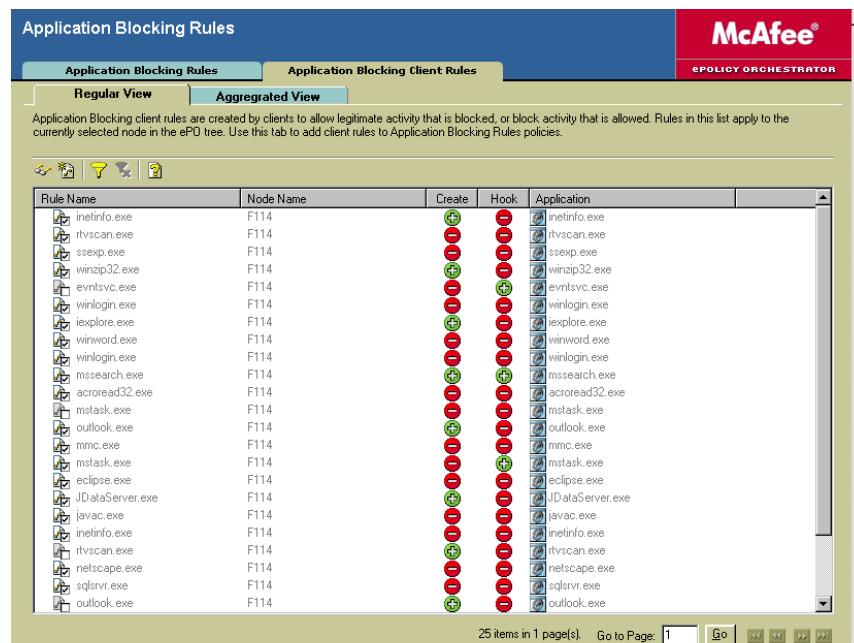 Application Blocking Rules
McAfee®
ePOLICY ORCHESTRATOR
Application Blocking Rules Application Blocking Client Rules
Regular View Aggregrated View
Application Blocking client rules are created by clients to allow legitimate activity that is blocked, or block activity that is allowed. Rules in this list apply to the
currently selected node in the ePO tree. Use this tab to add client rules to Application Blocking Rules policies.
Rule Name Node Name Create Hook Application
inetinfo.exe F114 inetinfo.exe
rtvscan.exe F114 rtvscan.exe
ssexp.exe F114 ssexp.exe
winzip32.exe F114 winzip32.exe
evntsvc.exe F114 evntsvc.exe
winlogin.exe F114 winlogin.exe
iexplore.exe F114 iexplore.exe
winword.exe F114 winword.exe
winlogin.exe F114 winlogin.exe
mssearch.exe F114 mssearch.exe
acroread32.exe F114 acroread32.exe
mstask.exe F114 mstask.exe
outlook.exe F114 outlook.exe
mmc.exe F114 mmc.exe
mstask.exe F114 mstask.exe
eclipse.exe F114 eclipse.exe
JDataServer.exe F114 JDataServer.exe
javac.exe F114 javac.exe
inetinfo.exe F114 inetinfo.exe
rtvscan.exe F114 rtvscan.exe
netscape.exe F114 netscape.exe
sqlsrvr.exe F114 sqlsrvr.exe
outlook.exe F114 outlook.exe
25 items in 1 page(s). Go to Page: 1 Go